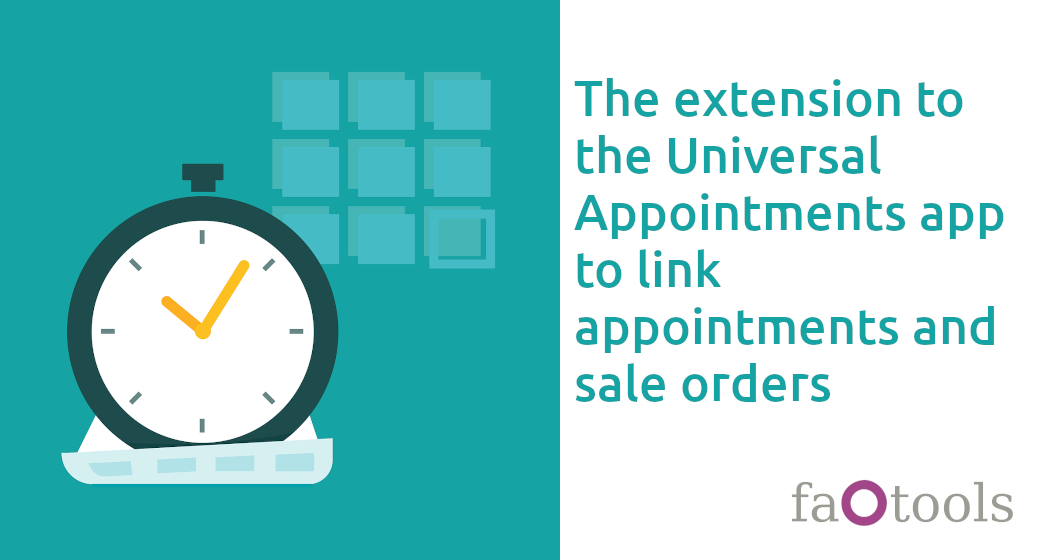 The extension to
the Universal
Appointments app
to link
appointments and
sale orders
faOtools